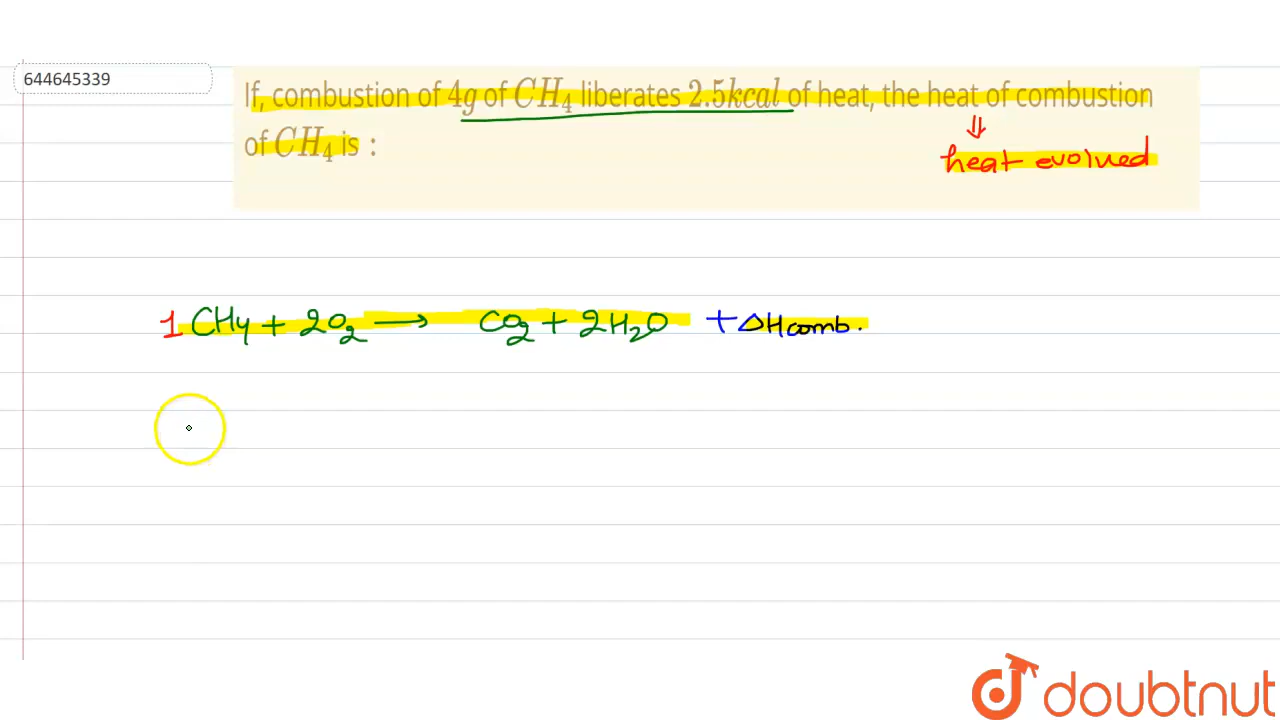 644645339
If, combustion of 4g of CH₄ liberates 2.5kcal of heat, the heat of combustion
of CH₄ is :
⇓
heat evolved
1 CH₄ + 2O₂ ⟶ CO₂ + 2H₂O + ΔHcomb.
doubtnut